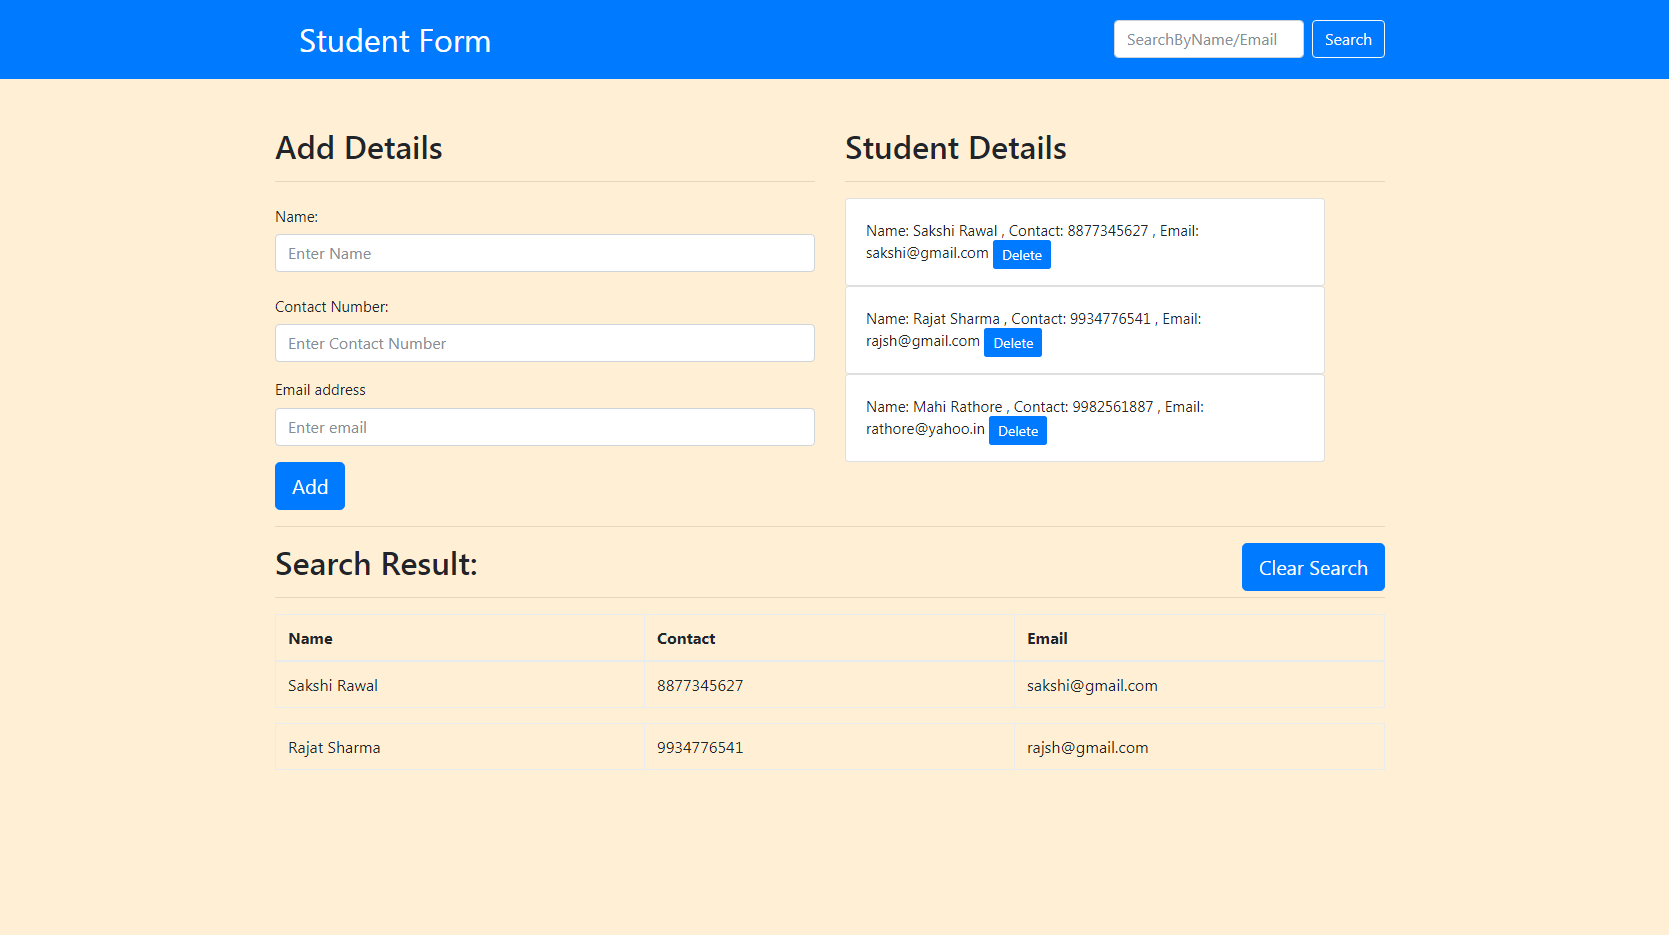 Student Form
SearchByName/Email
Search
Add Details
Name:
Enter Name
Contact Number:
Enter Contact Number
Email address
Enter email
Add
Student Details
Name: Sakshi Rawal , Contact: 8877345627 , Email:
sakshi@gmail.com Delete
Name: Rajat Sharma , Contact: 9934776541 , Email:
rajsh@gmail.com Delete
Name: Mahi Rathore , Contact: 9982561887 , Email:
rathore@yahoo.in Delete
Search Result:
Clear Search
Name Contact Email
Sakshi Rawal 8877345627 sakshi@gmail.com
Rajat Sharma 9934776541 rajsh@gmail.com